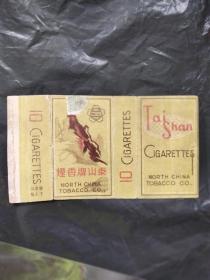 10 CIGARETTES
煙香牌山泰
NORTH CHINA
TOBACCO CO.,
10 CIGARETTES
Tai
Shan
CIGARETTES
NORTH CHINA
TOBACCO CO.,